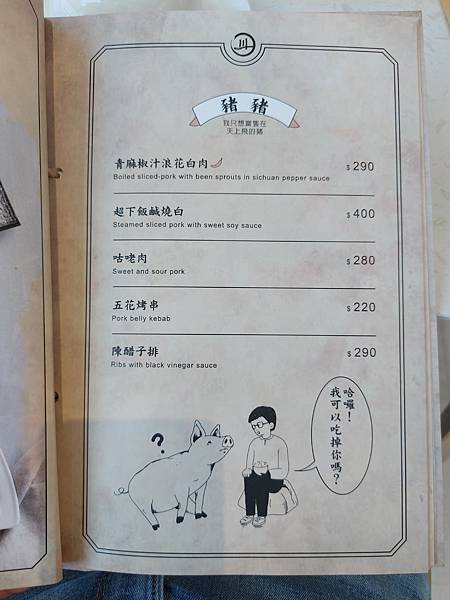 川
豬 豬
我只想當隻在
天上飛的豬
青麻椒汁浪花白肉
$290
Boiled sliced-pork with been sprouts in sichuan pepper sauce
超下飯鹹燒白
$400
Steamed sliced pork with sweet soy sauce
咕咾肉
$280
Sweet and sour pork
五花烤串
$220
Pork belly kebab
陳醋子排
$290
Ribs with black vinegar sauce
?
哈囉!
我可以吃掉你嗎?